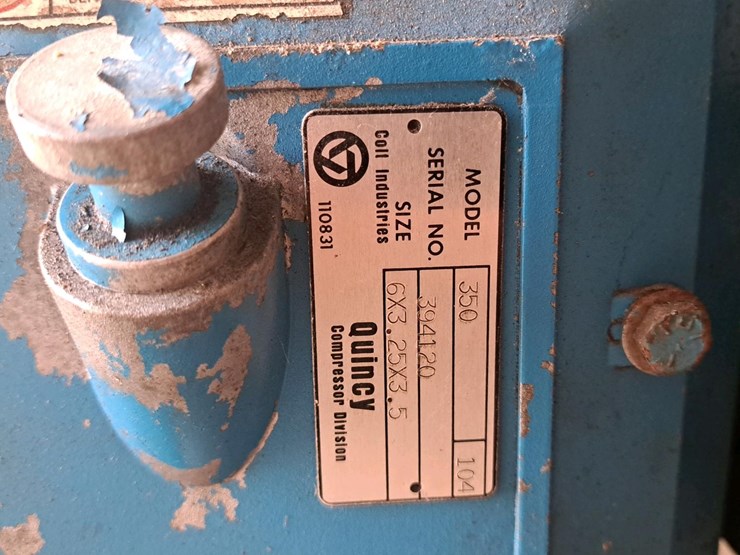 MODEL 350 104
SERIAL NO. 394120
SIZE 6X3.25X3.5
Colt Industries Quincy
Compressor Division
110831